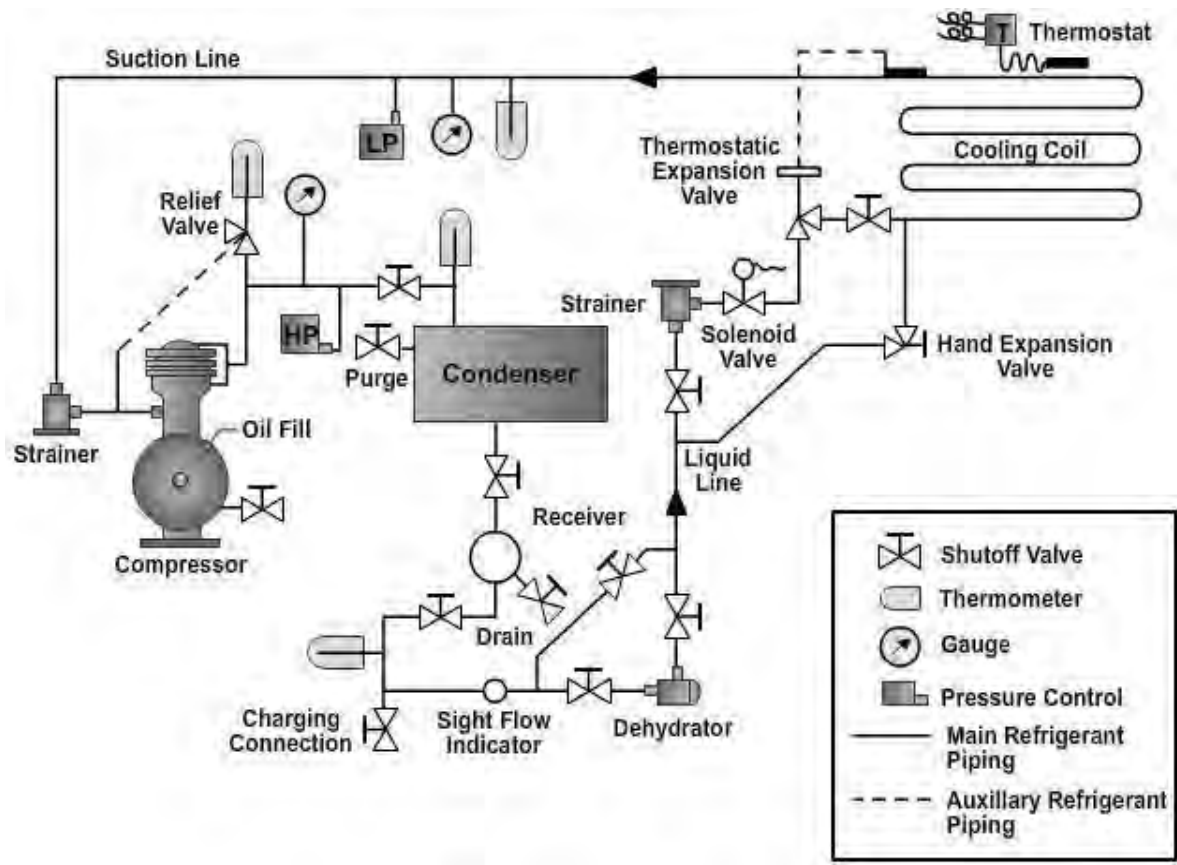 Suction Line
T
Thermostat
LP
Thermostatic
Expansion
Valve
Cooling Coil
Relief
Valve
Strainer
Solenoid
Valve
HP
Purge
Condenser
Hand Expansion
Valve
Oil Fill
Strainer
Liquid
Line
Receiver
Compressor
Drain
Charging
Connection
Sight Flow
Indicator
Dehydrator
Shutoff Valve
Thermometer
Gauge
Pressure Control
Main Refrigerant
Piping
Auxillary Refrigerant
Piping